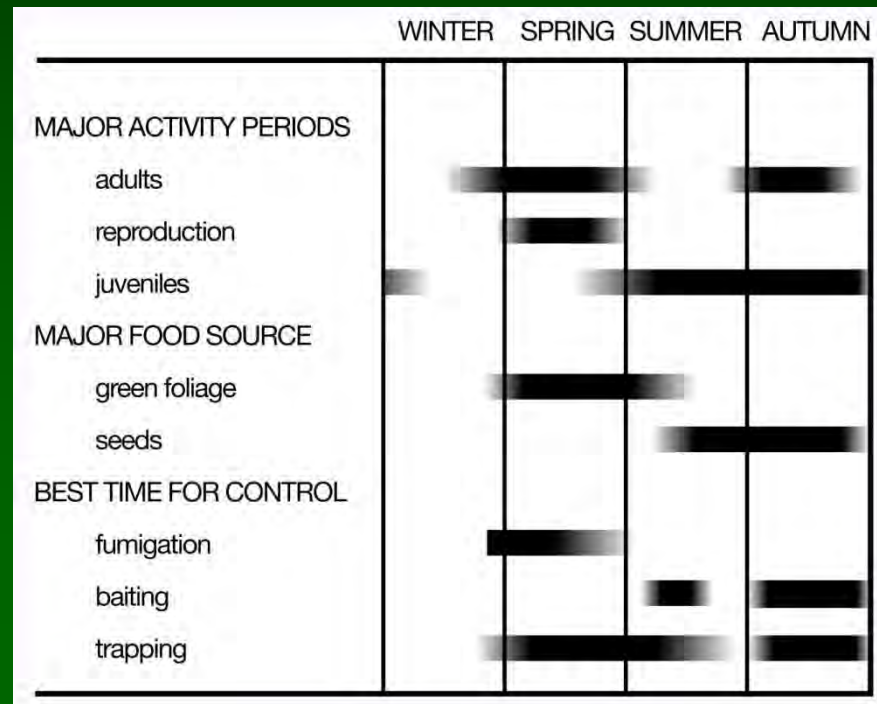 WINTER SPRING SUMMER AUTUMN
MAJOR ACTIVITY PERIODS
adults
reproduction
juveniles
MAJOR FOOD SOURCE
green foliage
seeds
BEST TIME FOR CONTROL
fumigation
baiting
trapping